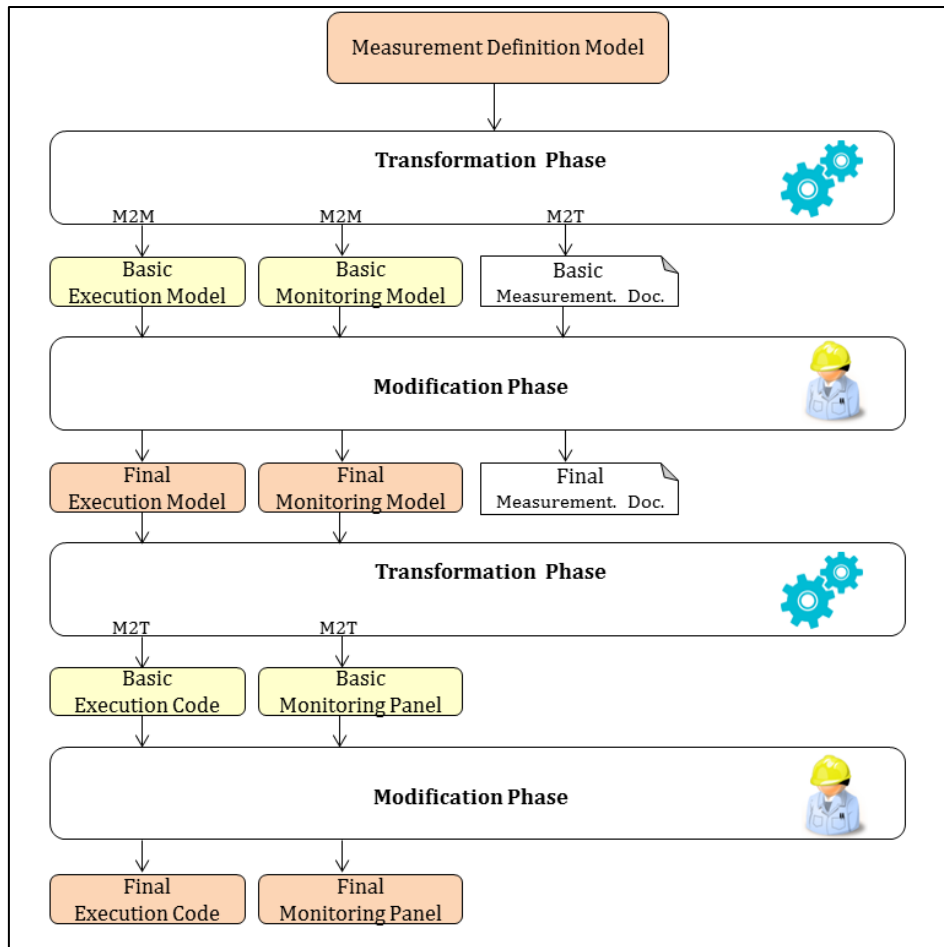 Measurement Definition Model
Transformation Phase
M2M M2M M2T
Basic
Execution Model
Basic
Monitoring Model
Basic
Measurement. Doc.
Modification Phase
Final
Execution Model
Final
Monitoring Model
Final
Measurement. Doc.
Transformation Phase
M2T M2T
Basic
Execution Code
Basic
Monitoring Panel
Modification Phase
Final
Execution Code
Final
Monitoring Panel